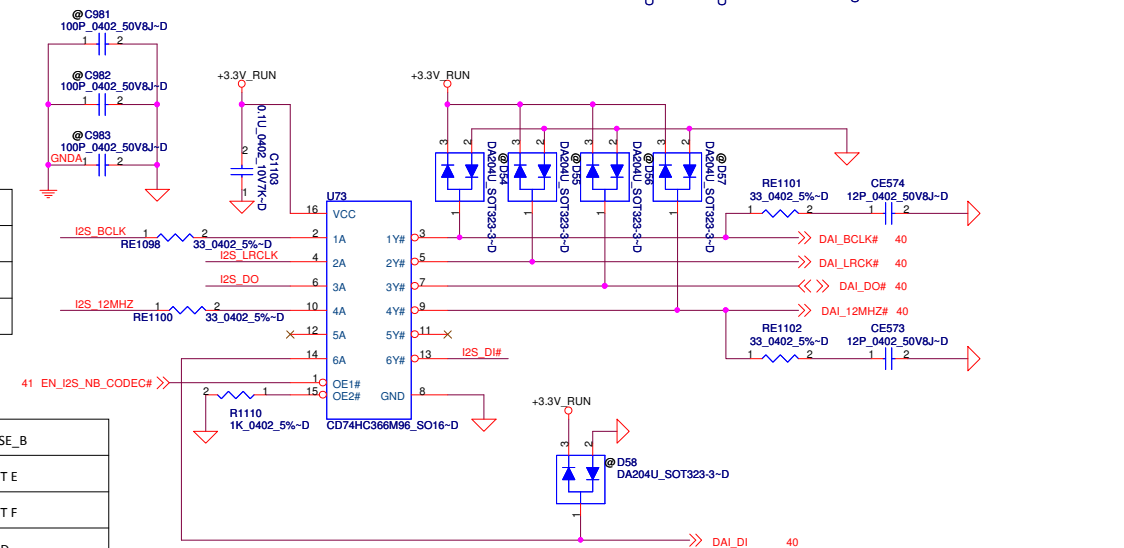 @C981
100P_0402_50V8J~D
1 2
@C982
100P_0402_50V8J~D
1 2
@C983
100P_0402_50V8J~D
GNDA 1 2
+3.3V_RUN
0.1U_0402_10V7K~D
C1103
2
1
+3.3V_RUN
3 2
3 2
3 2
3 2
DA204U_SOT323-3~D
@D54
DA204U_SOT323-3~D
@D55
DA204U_SOT323-3~D
@D56
DA204U_SOT323-3~D
@D57
1
1
1
1
RE1101
33_0402_5%~D
1 2
CE574
12P_0402_50V8J~D
1 2
U73
16 VCC
I2S_BCLK 1 2
RE1098 33_0402_5%~D
2 1A 1Y# 3
DAI_BCLK# 40
I2S_LRCLK
4 2A 2Y# 5
DAI_LRCK# 40
I2S_DO
6 3A 3Y# 7
DAI_DO# 40
I2S_12MHZ 1 2
RE1100 33_0402_5%~D
10 4A 4Y# 9
DAI_12MHZ# 40
12 5A 5Y# 11
14 6A 6Y# 13
I2S_DI#
RE1102
33_0402_5%~D
1 2
CE573
12P_0402_50V8J~D
1 2
41 EN_I2S_NB_CODEC#
1 OE1#
15 OE2#
GND 8
2 1
R1110
1K_0402_5%~D
CD74HC366M96_SO16~D
+3.3V_RUN
3 2
@D58
DA204U_SOT323-3~D
1
DAI_DI 40
SE_B
T E
T F